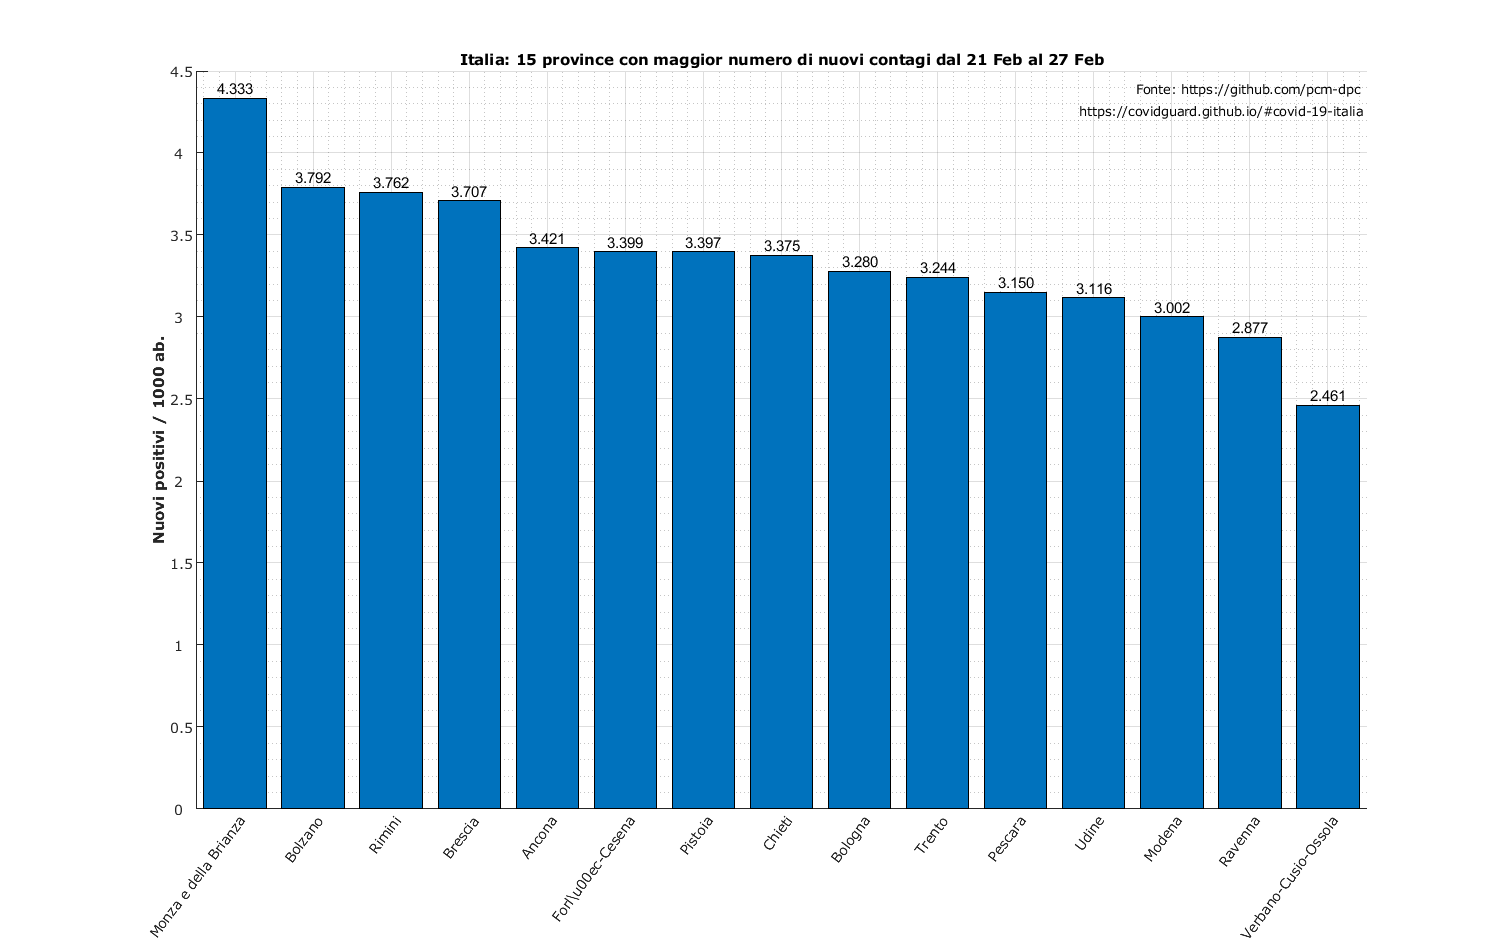 Italia: 15 province con maggior numero di nuovi contagi dal 21 Feb al 27 Feb
Fonte: https://github.com/pcm-dpc
https://covidguard.github.io/#covid-19-italia
Nuovi positivi / 1000 ab.
4.5
4
3.5
3
2.5
2
1.5
1
0.5
0
4.333
3.792
3.762
3.707
3.421
3.399
3.397
3.375
3.280
3.244
3.150
3.116
3.002
2.877
2.461
Monza e della Brianza
Bolzano
Rimini
Brescia
Ancona
Forl\u00ec-Cesena
Pistoia
Chieti
Bologna
Trento
Pescara
Udine
Modena
Ravenna
Verbano-Cusio-Ossola